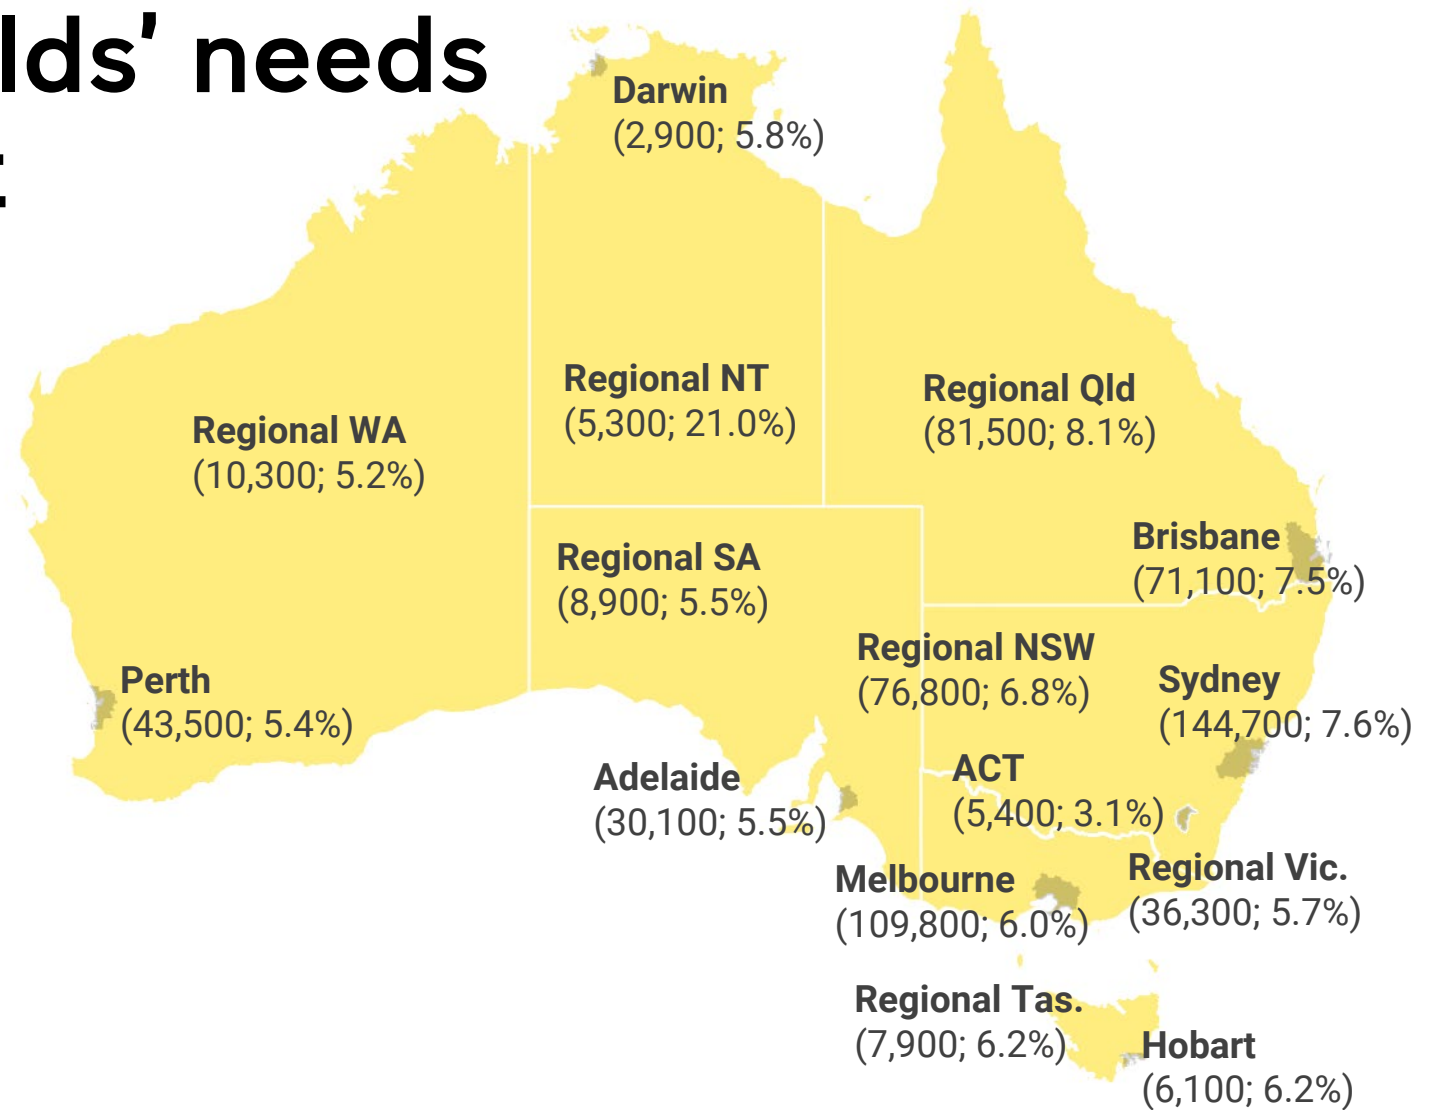 lds’ needs
Darwin
(2,900; 5.8%)
Regional NT
(5,300; 21.0%)
Regional Qld
(81,500; 8.1%)
Regional WA
(10,300; 5.2%)
Brisbane
(71,100; 7.5%)
Regional SA
(8,900; 5.5%)
Regional NSW
(76,800; 6.8%)
Sydney
(144,700; 7.6%)
Perth
(43,500; 5.4%)
Adelaide
(30,100; 5.5%)
ACT
(5,400; 3.1%)
Melbourne
(109,800; 6.0%)
Regional Vic.
(36,300; 5.7%)
Regional Tas.
(7,900; 6.2%)
Hobart
(6,100; 6.2%)